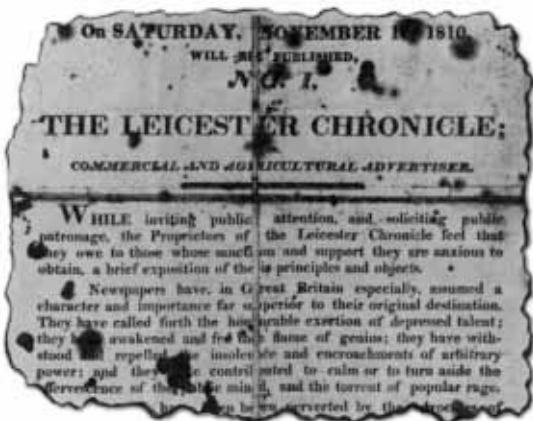 On SATURDAY, NOVEMBER 1810,
WILL BE PUBLISHED,
NO. I.
THE LEICESTER CHRONICLE;
COMMERCIAL AND AGRICULTURAL ADVERTISER.
WHILE inviting public attention, and soliciting public
patronage, the Proprietors of the Leicester Chronicle feel that
they owe to those whose sanction and support they are anxious to
obtain, a brief exposition of their principles and objects.
Newspapers have, in Great Britain especially, assumed a
character and importance far superior to their original destination.
They have called forth the honourable exertion of depressed talent;
they have awakened and fed the flame of genius; they have with-
stood and repelled the insolence and encroachments of arbitrary
power; and they have contributed to calm or to turn aside the
effervescence of the public mind, and the torrent of popular rage.
been perverted by the of